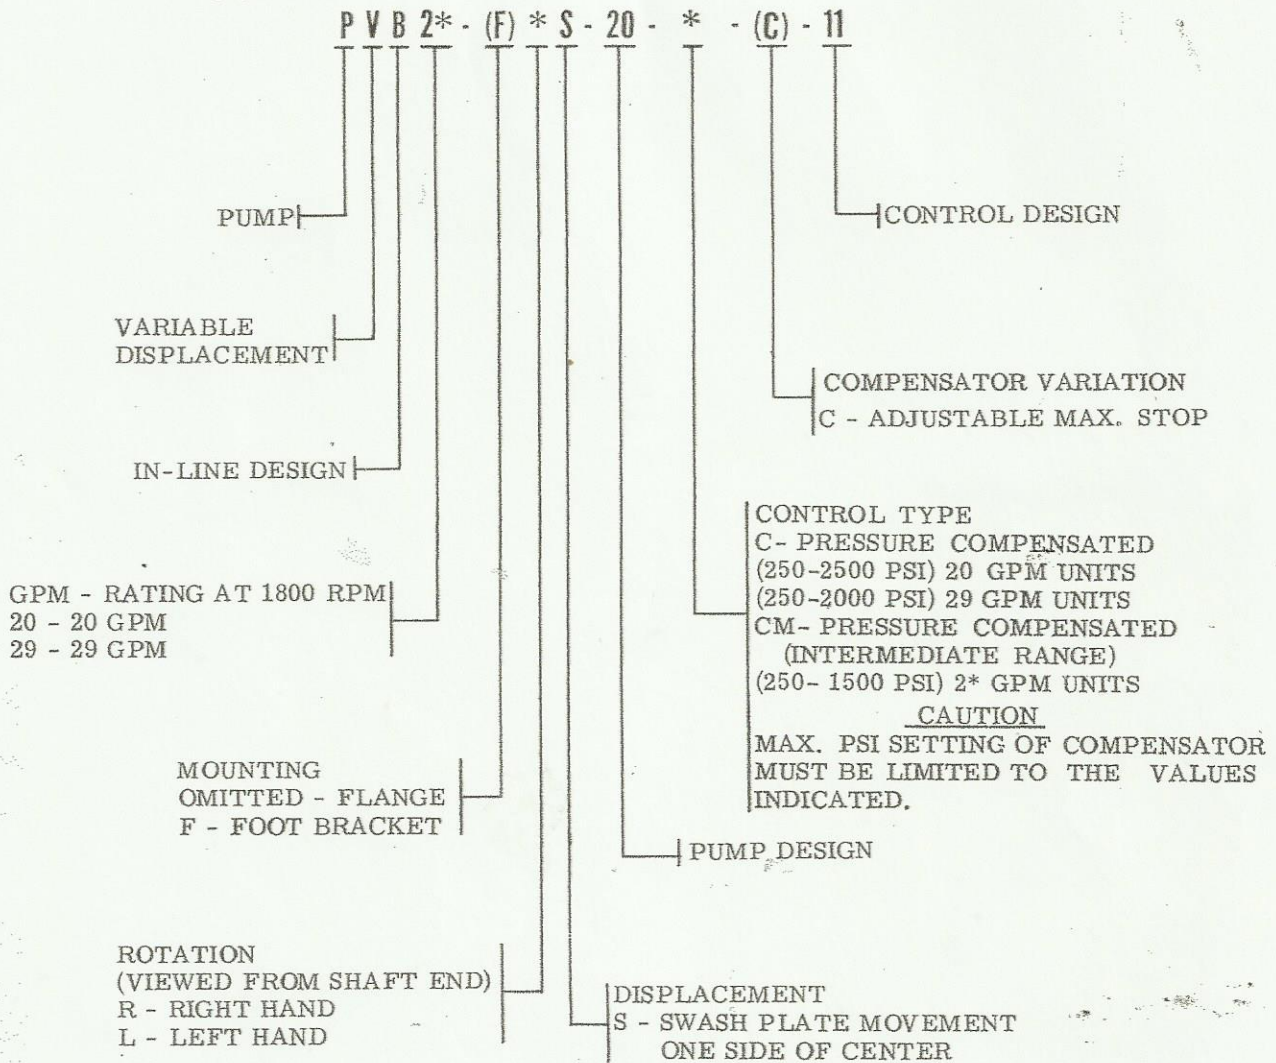 P V B 2* - (F) * S - 20 - * - (C) - 11
PUMP
CONTROL DESIGN
VARIABLE
DISPLACEMENT
COMPENSATOR VARIATION
C - ADJUSTABLE MAX. STOP
IN-LINE DESIGN
CONTROL TYPE
C- PRESSURE COMPENSATED
(250-2500 PSI) 20 GPM UNITS
(250-2000 PSI) 29 GPM UNITS
CM- PRESSURE COMPENSATED
(INTERMEDIATE RANGE)
(250- 1500 PSI) 2* GPM UNITS
CAUTION
MAX. PSI SETTING OF COMPENSATOR
MUST BE LIMITED TO THE VALUES
INDICATED.
GPM - RATING AT 1800 RPM
20 - 20 GPM
29 - 29 GPM
MOUNTING
OMITTED - FLANGE
F - FOOT BRACKET
PUMP DESIGN
ROTATION
(VIEWED FROM SHAFT END)
R - RIGHT HAND
L - LEFT HAND
DISPLACEMENT
S - SWASH PLATE MOVEMENT
ONE SIDE OF CENTER